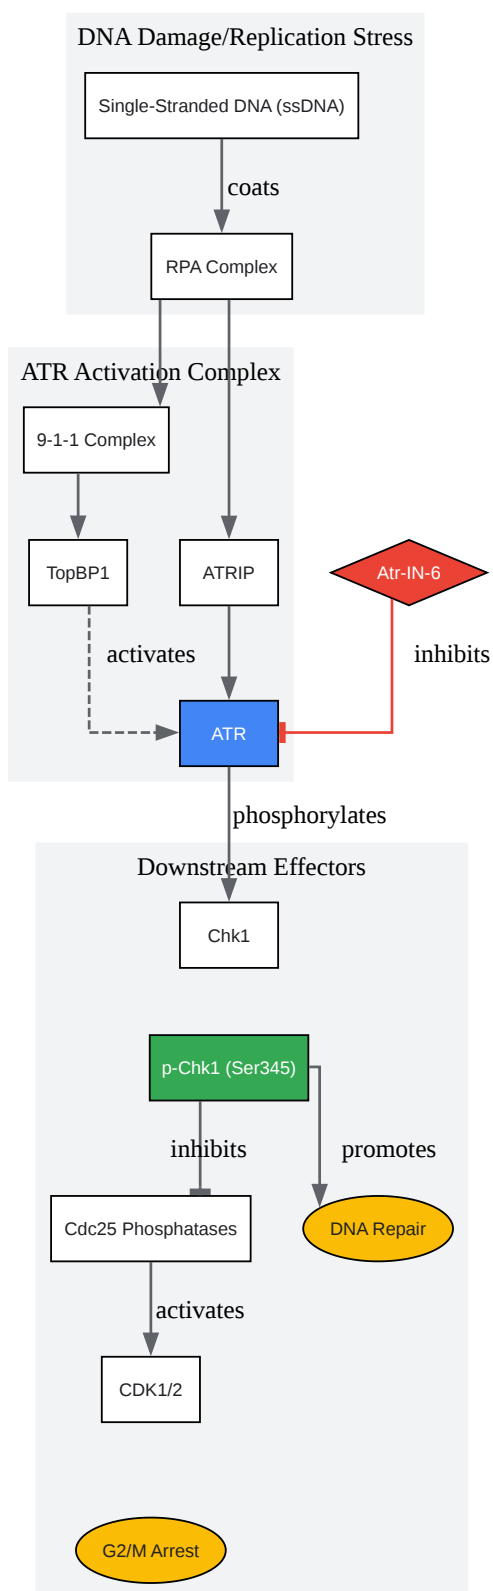 DNA Damage/Replication Stress
Single-Stranded DNA (ssDNA)
coats
RPA Complex
ATR Activation Complex
9-1-1 Complex
TopBP1
ATRIP
Atr-IN-6
activates
inhibits
ATR
phosphorylates
Downstream Effectors
Chk1
p-Chk1 (Ser345)
inhibits
promotes
Cdc25 Phosphatases
DNA Repair
activates
CDK1/2
G2/M Arrest